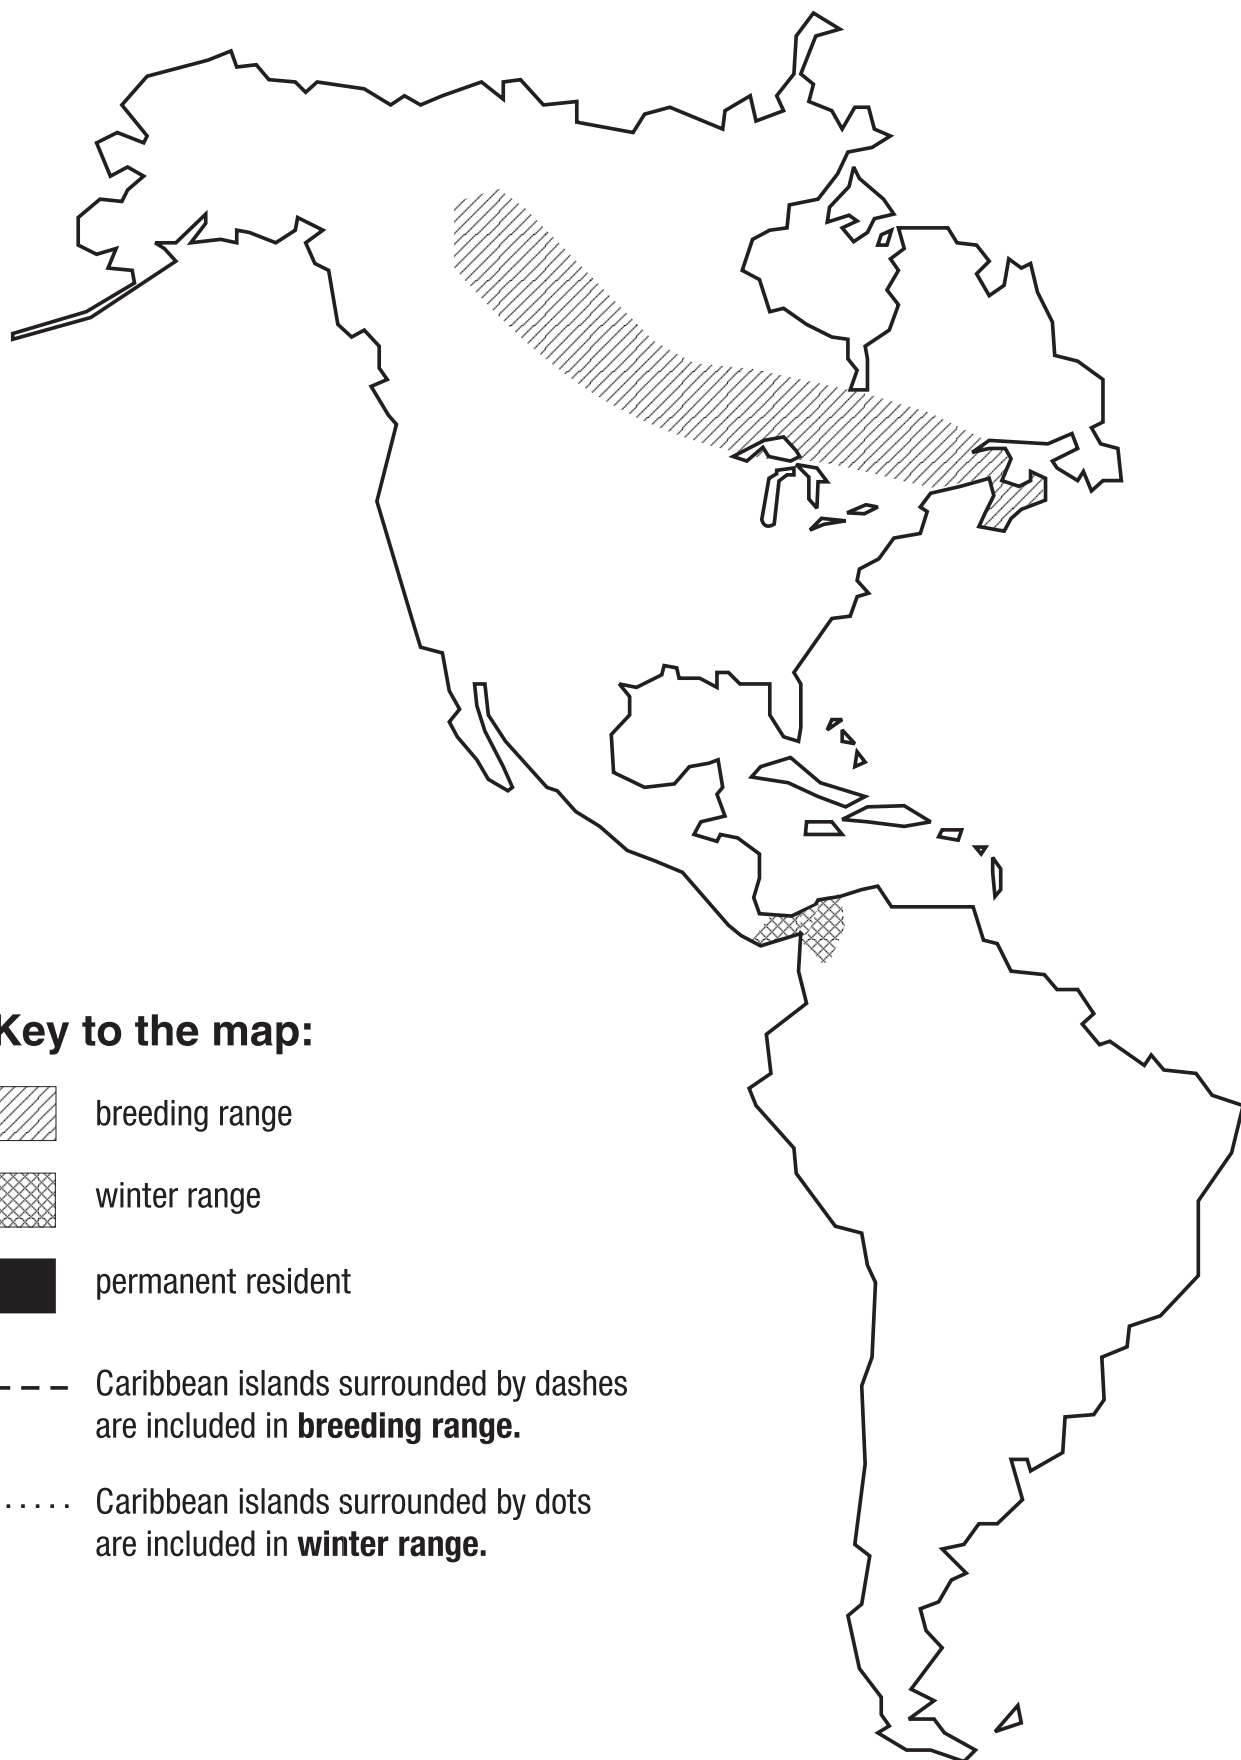 Key to the map:
breeding range
winter range
permanent resident
Caribbean islands surrounded by dashes
are included in breeding range.
Caribbean islands surrounded by dots
are included in winter range.